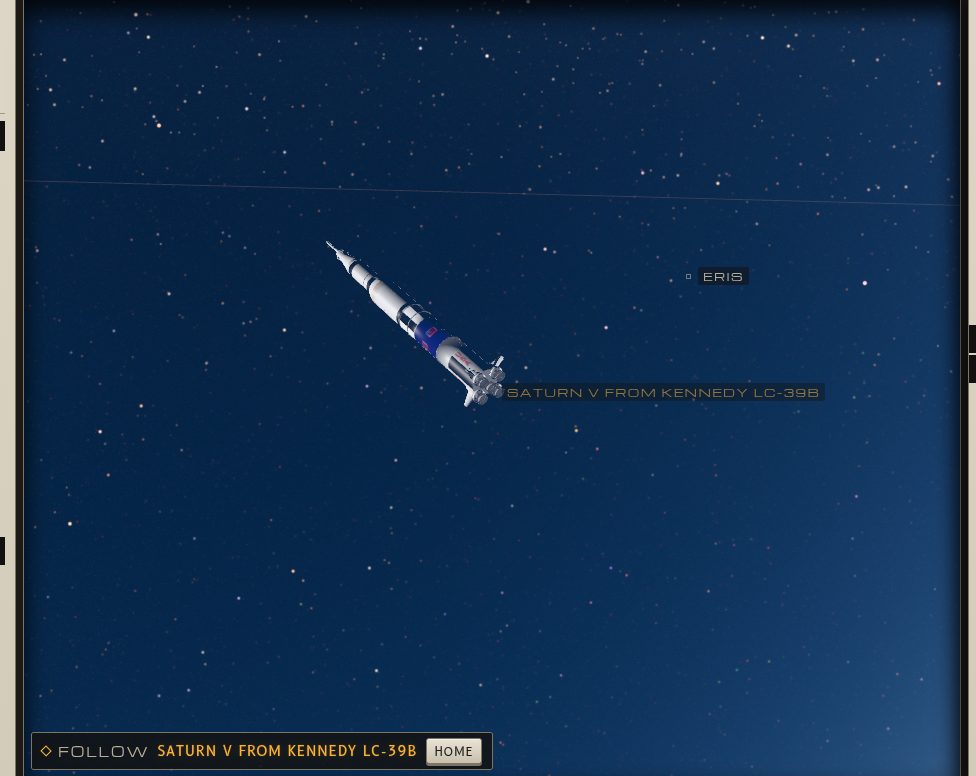 ERIS
SATURN V FROM KENNEDY LC-39B
FOLLOW SATURN V FROM KENNEDY LC-39B HOME